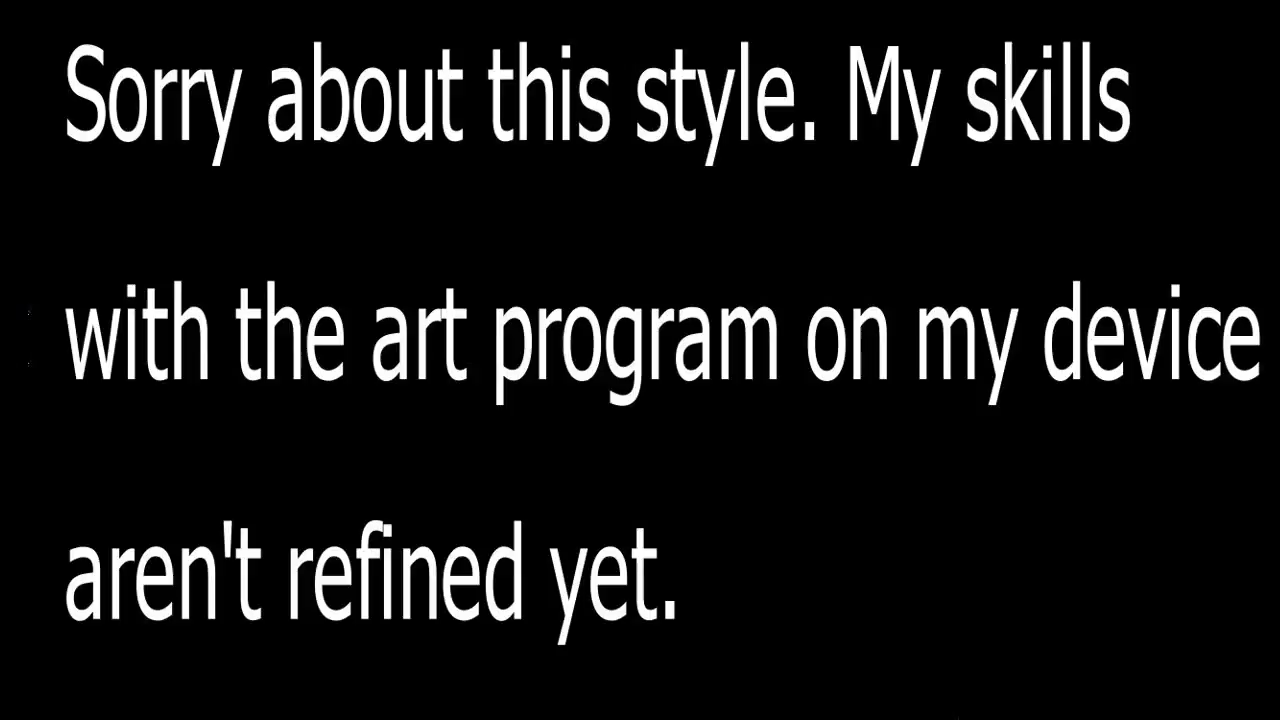 Sorry about this style. My skills
with the art program on my device
aren't refined yet.